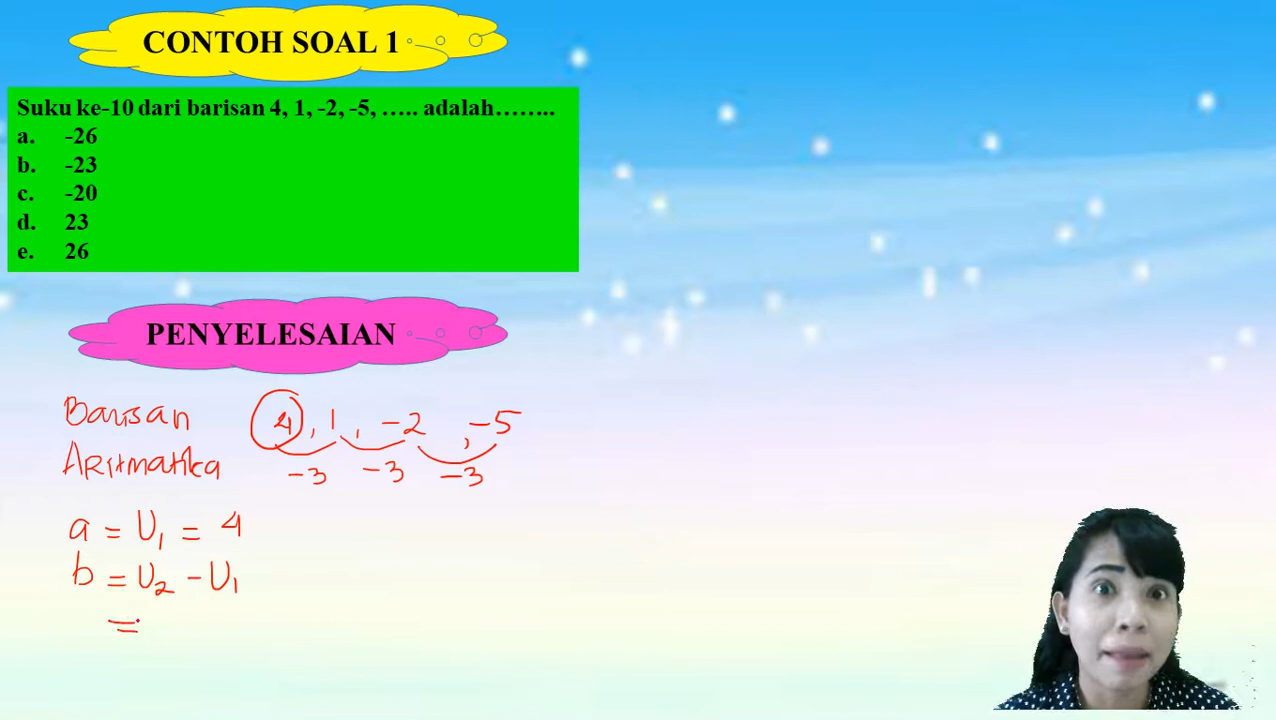 CONTOH SOAL 1
Suku ke-10 dari barisan 4, 1, -2, -5, ….. adalah……..
a. -26
b. -23
c. -20
d. 23
e. 26
PENYELESAIAN
Barisan 4, 1, -2, -5
Aritmatika -3 -3 -3
a = U₁ = 4
b = U₂ - U₁
=